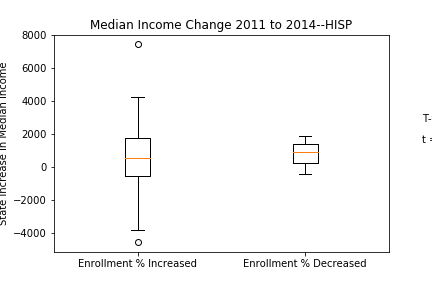 Median Income Change 2011 to 2014--HISP
State Increase in Median Income
8000
6000
4000
2000
0
−2000
−4000
Enrollment % Increased
Enrollment % Decreased
T-
t =